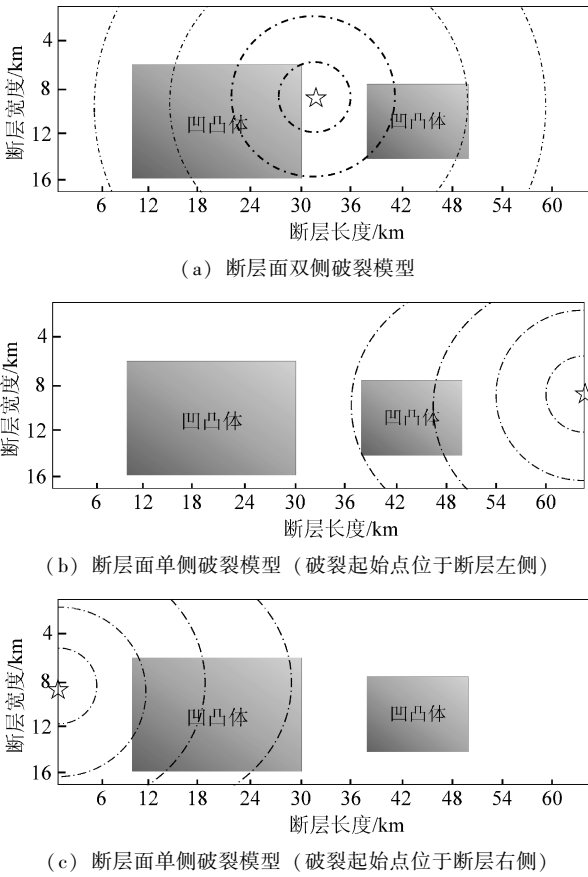 4
8
12
16
断层宽度/km
凹凸体
凹凸体
6 12 18 24 30 36 42 48 54 60
断层长度/km
(a) 断层面双侧破裂模型
4
8
12
16
断层宽度/km
凹凸体
凹凸体
6 12 24 30 36 42 48 54 60
断层长度/km
(b) 断层面单侧破裂模型 (破裂起始点位于断层左侧)
4
8
12
16
断层宽度/km
凹凸体
凹凸体
6 12 18 24 30 36 42 48 54 60
断层长度/km
(c) 断层面单侧破裂模型 (破裂起始点位于断层右侧)